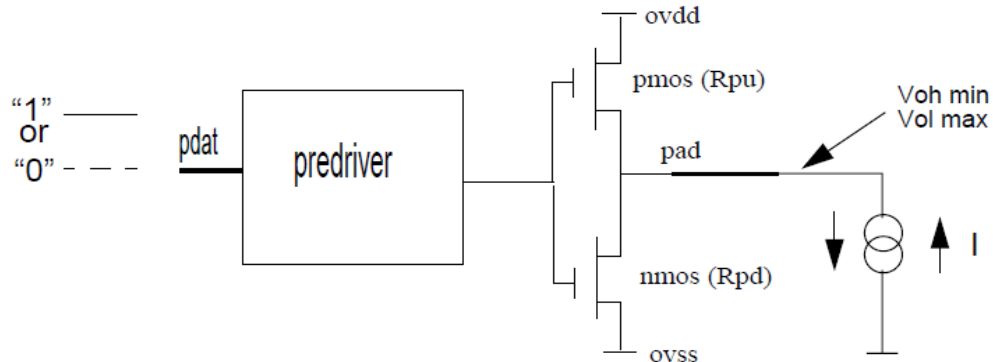 ovdd
pmos (Rpu)
Voh min
Vol max
“1”
or
“0”
pdat
predriver
pad
nmos (Rpd)
I
ovss